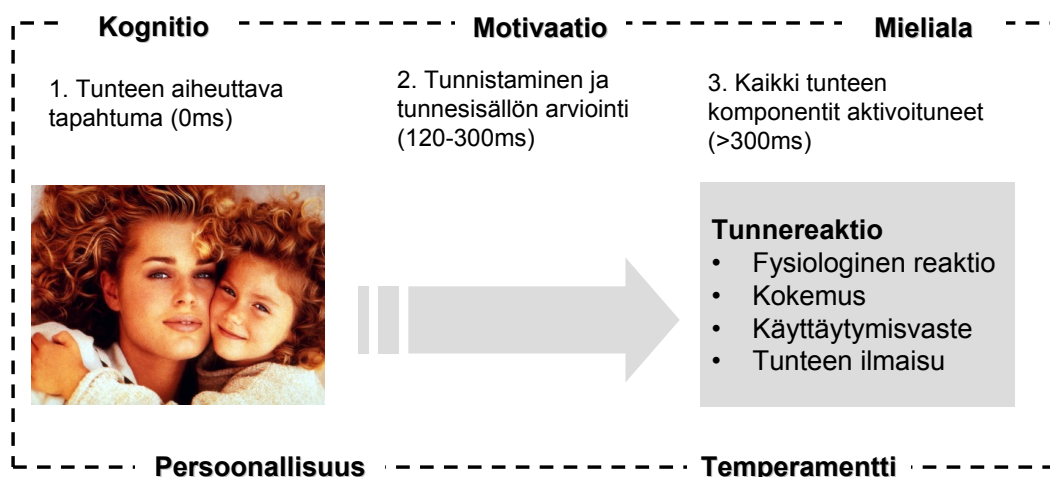 Kognitio
Motivaatio
Mieliala
1. Tunteen aiheuttava
tapahtuma (0ms)
2. Tunnistaminen ja
tunnesisällön arviointi
(120-300ms)
3. Kaikki tunteen
komponentit aktivoituneet
(>300ms)
Tunnereaktio
• Fysiologinen reaktio
• Kokemus
• Käyttäytymisvaste
• Tunteen ilmaisu
Persoonallisuus
Temperamentti